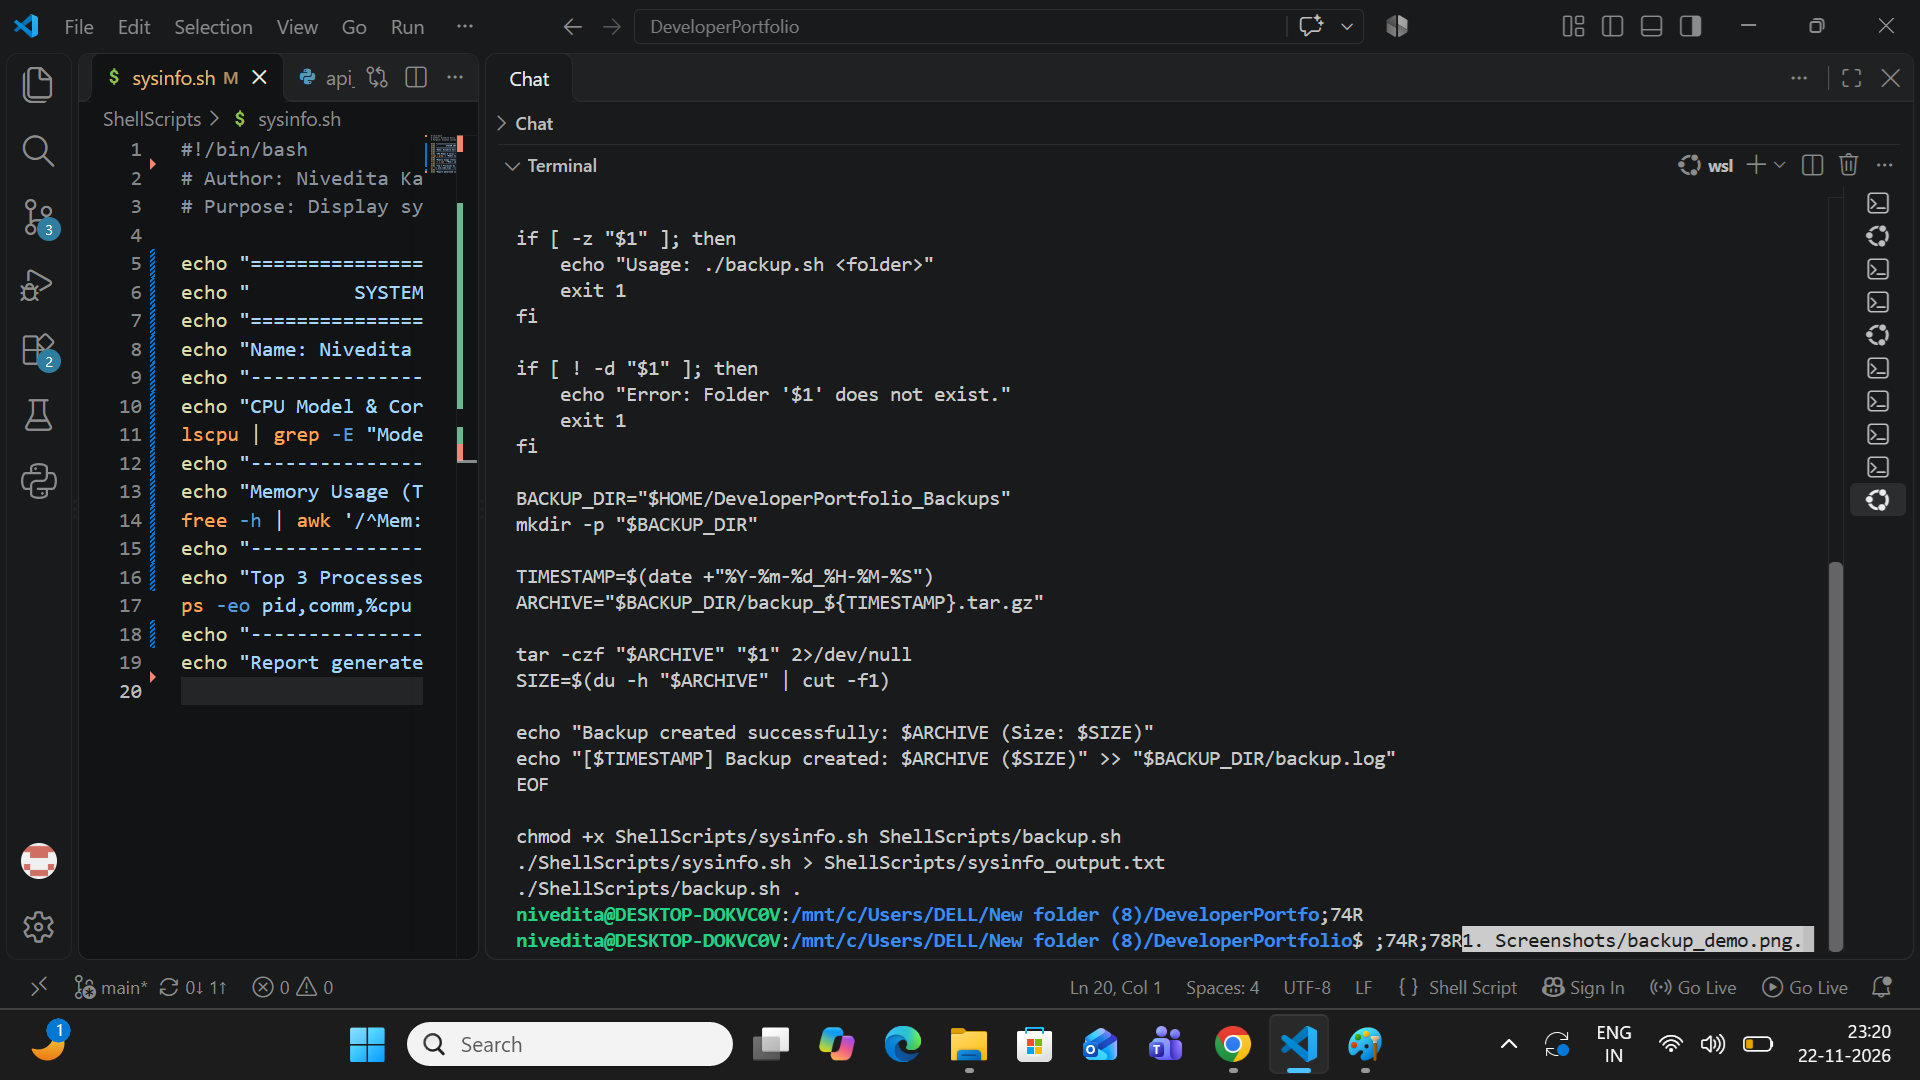 File Edit Selection View Go Run ··· DeveloperPortfolio
$ sysinfo.sh M api_ ···
Chat
ShellScripts > $ sysinfo.sh
1 #!/bin/bash
2 # Author: Nivedita Ka
3 # Purpose: Display sy
4
5 echo "===============
6 echo "         SYSTEM
7 echo "===============
8 echo "Name: Nivedita
9 echo "---------------
10 echo "CPU Model & Cor
11 lscpu | grep -E "Mode
12 echo "---------------
13 echo "Memory Usage (T
14 free -h | awk '/^Mem:
15 echo "---------------
16 echo "Top 3 Processes
17 ps -eo pid,comm,%cpu
18 echo "---------------
19 echo "Report generate
20
3
2
Chat
Terminal
wsl
if [ -z "$1" ]; then
    echo "Usage: ./backup.sh <folder>"
    exit 1
fi
if [ ! -d "$1" ]; then
    echo "Error: Folder '$1' does not exist."
    exit 1
fi
BACKUP_DIR="$HOME/DeveloperPortfolio_Backups"
mkdir -p "$BACKUP_DIR"
TIMESTAMP=$(date +"%Y-%m-%d_%H-%M-%S")
ARCHIVE="$BACKUP_DIR/backup_${TIMESTAMP}.tar.gz"
tar -czf "$ARCHIVE" "$1" 2>/dev/null
SIZE=$(du -h "$ARCHIVE" | cut -f1)
echo "Backup created successfully: $ARCHIVE (Size: $SIZE)"
echo "[$TIMESTAMP] Backup created: $ARCHIVE ($SIZE)" >> "$BACKUP_DIR/backup.log"
EOF
chmod +x ShellScripts/sysinfo.sh ShellScripts/backup.sh
./ShellScripts/sysinfo.sh > ShellScripts/sysinfo_output.txt
./ShellScripts/backup.sh .
nivedita@DESKTOP-DOKVC0V:/mnt/c/Users/DELL/New folder (8)/DeveloperPortfo;74R
nivedita@DESKTOP-DOKVC0V:/mnt/c/Users/DELL/New folder (8)/DeveloperPortfolio$ ;74R;78R1. Screenshots/backup_demo.png.
main* 0↓ 1↑ 0 0 Ln 20, Col 1 Spaces: 4 UTF-8 LF {} Shell Script Sign In Go Live Go Live
1 Search ENG IN 23:20 22-11-2026